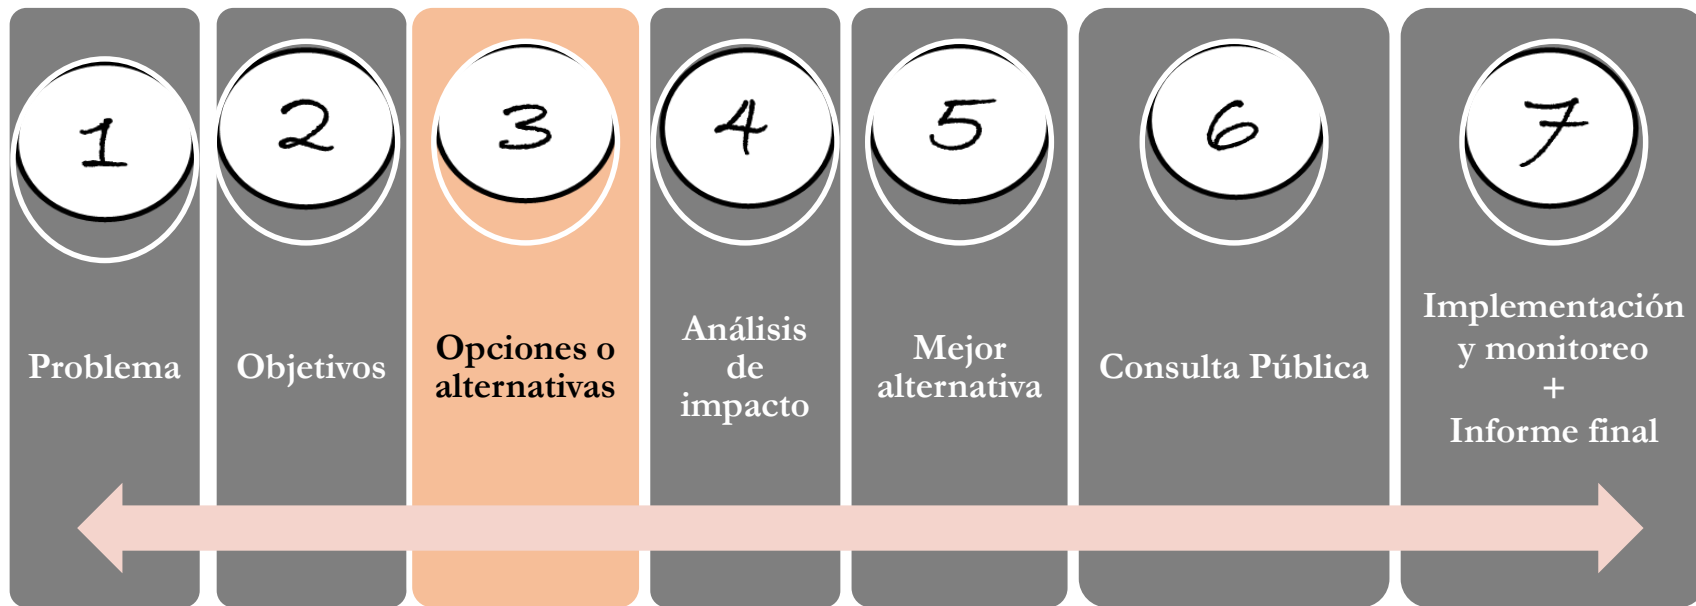 1
Problema
2
Objetivos
3
Opciones o
alternativas
4
Análisis
de
impacto
5
Mejor
alternativa
6
Consulta Pública
7
Implementación
y monitoreo
+
Informe final